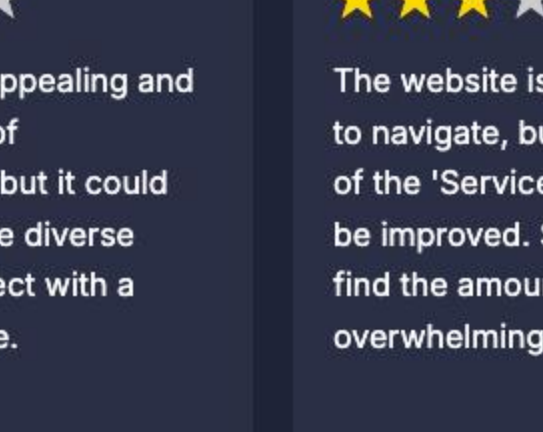 ppealing and
of
but it could
e diverse
ect with a
e.
The website is
to navigate, bu
of the 'Service
be improved. S
find the amou
overwhelming